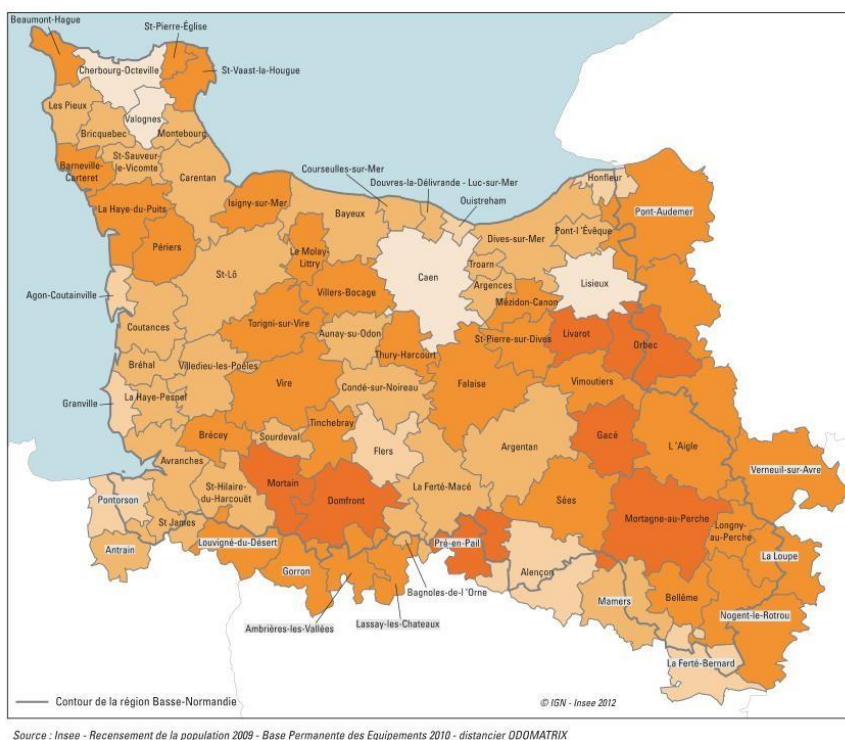 Beaumont-Hague
St-Pierre-Église
Cherbourg-Octeville
St-Vaast-la-Hougue
Les Pieux
Valognes
Bricquebec
Montebourg
St-Sauveur-
le-Vicomte
Barneville-
Carteret
Carentan
Courseulles-sur-Mer
Douvres-la-Délivrande - Luc-sur-Mer
Ouistreham
Honfleur
La Haye-du-Puits
Isigny-sur-Mer
Bayeux
Pont-Audemer
Périers
Le Molay-
Littry
Dives-sur-Mer
Pont-l 'Évêque
St-Lô
Caen
Troarn
Argences
Lisieux
Agon-Coutainville
Villers-Bocage
Mézidon-Canon
Coutances
Torigni-sur-Vire
Aunay-su-Odon
Thury-Harcourt
St-Pierre-sur-Dives
Livarot
Orbec
Bréhal
Villedieu-les-Poêles
La Haye-Pesnel
Granville
Vire
Condé-sur-Noireau
Falaise
Vimoutiers
Brécey
Sourdeval
Tinchebray
Flers
Argentan
Gacé
L 'Aigle
Avranches
Verneuil-sur-Avre
Pontorson
St-Hilaire-
du-Harcouët
Mortain
Domfront
La Ferté-Macé
Sées
Mortagne-au-Perche
Longny-
au-Perche
St James
Antrain
Louvigné-du-Désert
Pré-en-Pail
La Loupe
Gorron
Bagnoles-de-l 'Orne
Alençon
Mamers
Bellême
Nogent-le-Rotrou
Ambrières-les-Vallées
Lassay-les-Chateaux
La Ferté-Bernard
Contour de la région Basse-Normandie
© IGN - Insee 2012
Source : Insee - Recensement de la population 2009 - Base Permanente des Equipements 2010 - distancier ODOMATRIX